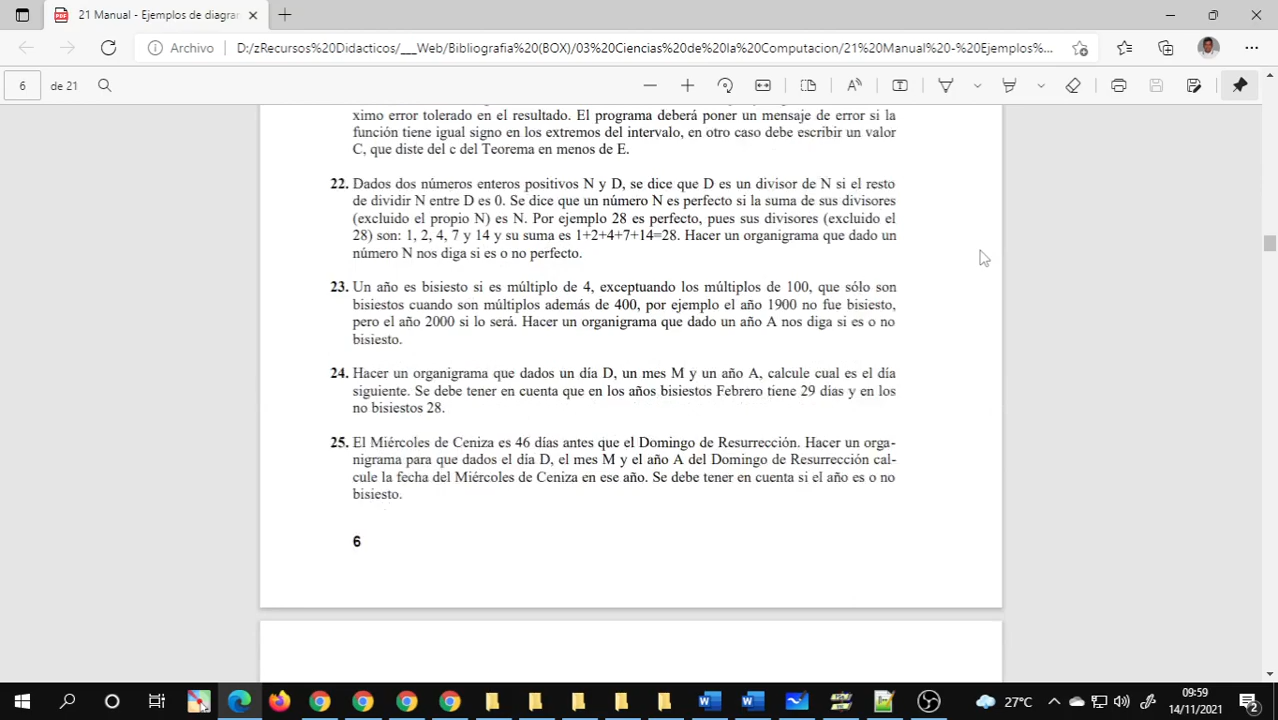 21 Manual - Ejemplos de diagra
Archivo
D:/zRecursos%20Didacticos/___Web/Bibliografia%20(BOX)/03%20Ciencias%20de%20la%20Computacion/21%20Manual%20-%20Ejemplos%...
6
de 21
ximo error tolerado en el resultado. El programa deberá poner un mensaje de error si la
función tiene igual signo en los extremos del intervalo, en otro caso debe escribir un valor
C, que diste del c del Teorema en menos de E.
22. Dados dos números enteros positivos N y D, se dice que D es un divisor de N si el resto
de dividir N entre D es 0. Se dice que un número N es perfecto si la suma de sus divisores
(excluido el propio N) es N. Por ejemplo 28 es perfecto, pues sus divisores (excluido el
28) son: 1, 2, 4, 7 y 14 y su suma es 1+2+4+7+14=28. Hacer un organigrama que dado un
número N nos diga si es o no perfecto.
23. Un año es bisiesto si es múltiplo de 4, exceptuando los múltiplos de 100, que sólo son
bisiestos cuando son múltiplos además de 400, por ejemplo el año 1900 no fue bisiesto,
pero el año 2000 si lo será. Hacer un organigrama que dado un año A nos diga si es o no
bisiesto.
24. Hacer un organigrama que dados un día D, un mes M y un año A, calcule cual es el día
siguiente. Se debe tener en cuenta que en los años bisiestos Febrero tiene 29 días y en los
no bisiestos 28.
25. El Miércoles de Ceniza es 46 días antes que el Domingo de Resurrección. Hacer un orga-
nigrama para que dados el día D, el mes M y el año A del Domingo de Resurrección cal-
cule la fecha del Miércoles de Ceniza en ese año. Se debe tener en cuenta si el año es o no
bisiesto.
6
27°C
09:59
14/11/2021
2